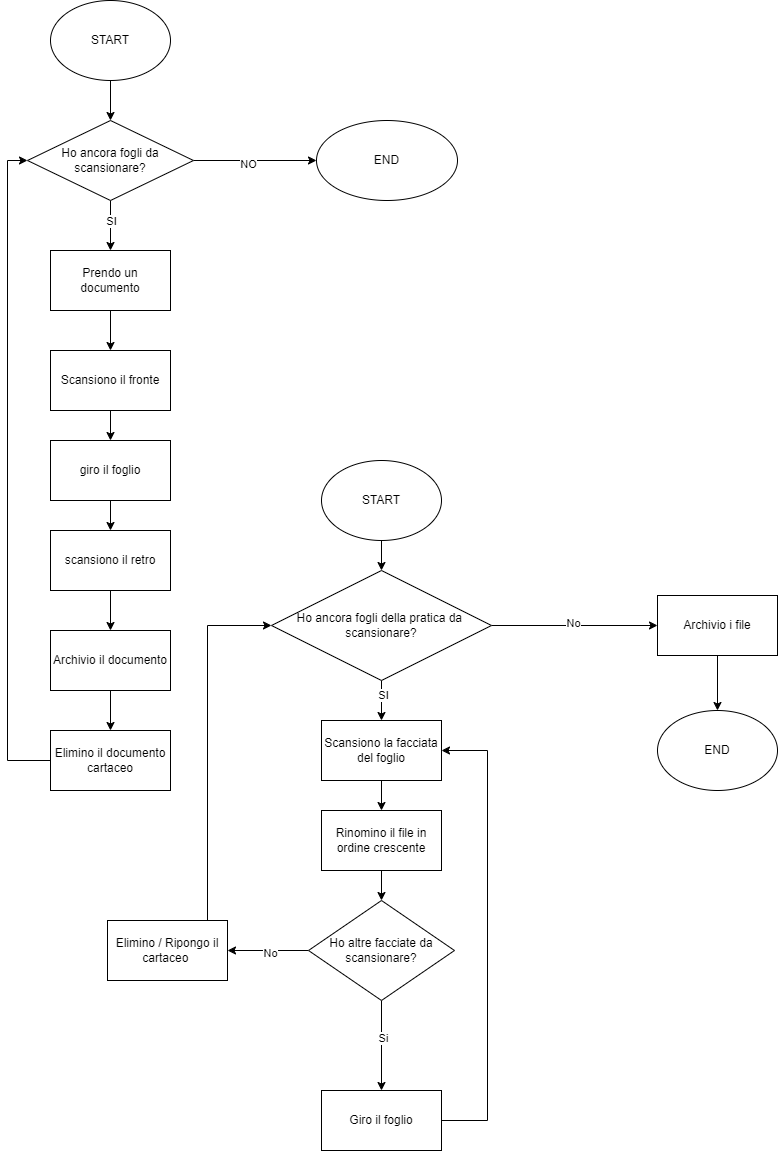 START
Ho ancora fogli da
scansionare?
NO
END
SI
Prendo un
documento
Scansiono il fronte
giro il foglio
scansiono il retro
Archivio il documento
Elimino il documento
cartaceo
START
Ho ancora fogli della pratica da
scansionare?
No
Archivio i file
END
SI
Scansiono la facciata
del foglio
Rinomino il file in
ordine crescente
Ho altre facciate da
scansionare?
No
Elimino / Ripongo il
cartaceo
Si
Giro il foglio